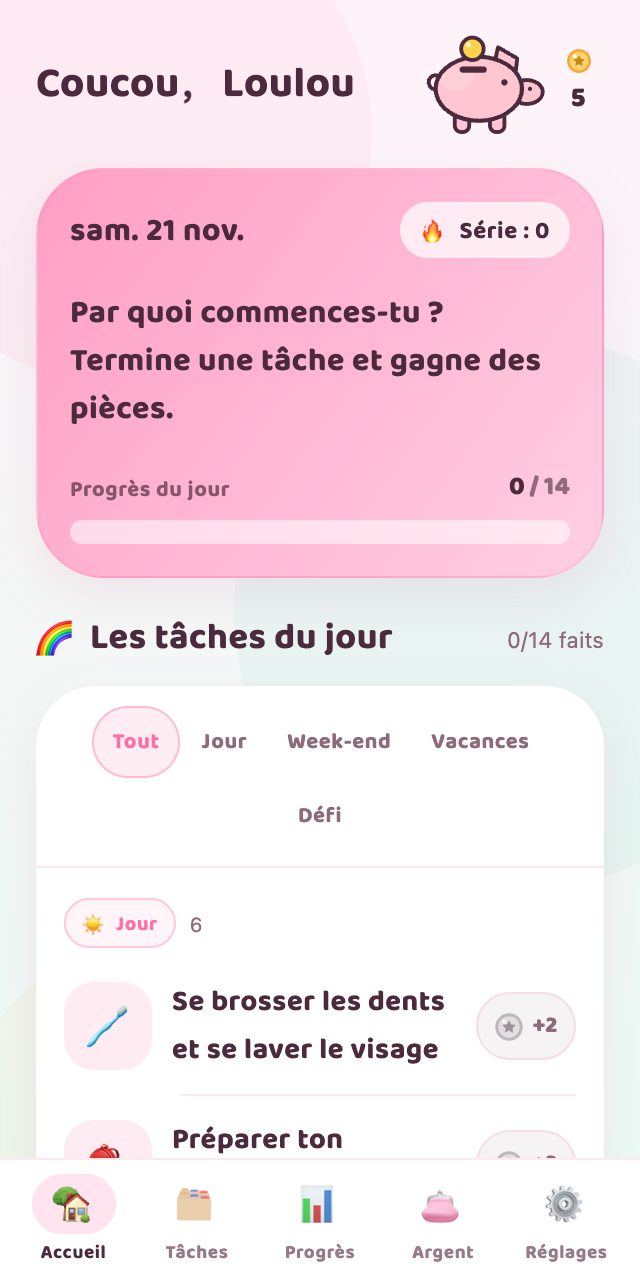 Coucou, Loulou
5
sam. 21 nov.
Série : 0
Par quoi commences-tu ?
Termine une tâche et gagne des
pièces.
Progrès du jour
0 / 14
Les tâches du jour
0/14 faits
Tout
Jour
Week-end
Vacances
Défi
Jour
6
Se brosser les dents
et se laver le visage
+2
Préparer ton
Accueil
Tâches
Progrès
Argent
Réglages